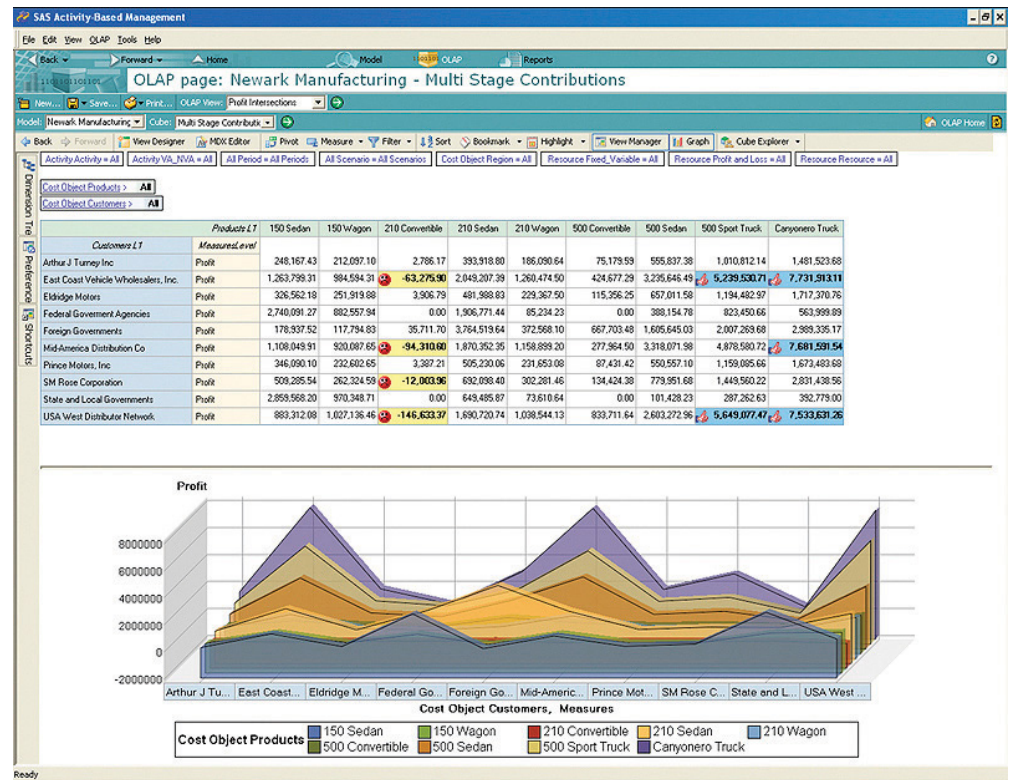 SAS Activity-Based Management
File Edit View OLAP Tools Help
Back Forward Home Model OLAP Reports
OLAP page: Newark Manufacturing - Multi Stage Contributions
New... Save... Print... OLAP View: Profit Intersections
Model: Newark Manufacturing Cube: Multi Stage Contributic OLAP Home
Back Forward View Designer MDX Editor Pivot Measure Filter Sort Bookmark Highlight View Manager Graph Cube Explorer
Activity Activity = All Activity VA_NVA = All All Period = All Periods All Scenario = All Scenarios Cost Object Region = All Resource Fixed_Variable = All Resource Profit and Loss = All Resource Resource = All
Dimension Tre
Preference
Shortcuts
Cost Object Products > All
Cost Object Customers > All
Products L1 150 Sedan 150 Wagon 210 Convertible 210 Sedan 210 Wagon 500 Convertible 500 Sedan 500 Sport Truck Canyonero Truck
Customers L1 MeasuresLevel
Arthur J Turney Inc Profit 248,167.43 212,097.10 2,786.17 393,918.80 186,090.64 75,179.59 555,837.38 1,010,812.14 1,481,523.68
East Coast Vehicle Wholesalers, Inc. Profit 1,263,799.31 984,594.31 -63,275.90 2,049,207.39 1,260,474.50 424,677.29 3,235,646.49 5,239,530.71 7,731,913.11
Eldridge Motors Profit 326,562.18 251,919.88 3,906.79 481,988.83 229,367.50 115,356.25 657,011.58 1,194,482.97 1,717,370.76
Federal Goverment Agencies Profit 2,740,091.27 882,557.94 0.00 1,906,771.44 85,234.23 0.00 388,154.78 823,450.66 563,999.89
Foreign Governments Profit 178,937.52 117,794.83 35,711.70 3,764,519.64 372,568.10 667,703.48 1,605,645.03 2,007,269.68 2,989,335.17
Mid-America Distribution Co Profit 1,108,049.91 920,087.65 -94,310.60 1,870,352.35 1,158,899.20 277,964.50 3,318,071.98 4,878,580.72 7,681,591.54
Prince Motors, Inc Profit 346,090.10 232,602.65 3,387.21 505,230.06 231,653.08 87,431.42 550,557.10 1,159,085.66 1,673,483.68
SM Rose Corporation Profit 509,285.54 262,324.59 -12,003.96 692,098.40 302,281.46 134,424.38 779,951.68 1,449,560.22 2,831,438.56
State and Local Governments Profit 2,859,568.20 970,348.71 0.00 649,485.87 73,610.64 0.00 101,428.23 287,262.63 392,779.00
USA West Distributor Network Profit 883,312.08 1,027,136.46 -146,633.37 1,690,720.74 1,038,544.13 833,711.64 2,603,272.96 5,649,077.47 7,533,631.26
Profit
8000000
6000000
4000000
2000000
0
-2000000
Arthur J Tu... East Coast... Eldridge M... Federal Go... Foreign Go... Mid-Americ... Prince Mot... SM Rose C... State and L... USA West ...
Cost Object Customers, Measures
Cost Object Products 150 Sedan 150 Wagon 210 Convertible 210 Sedan 210 Wagon
500 Convertible 500 Sedan 500 Sport Truck Canyonero Truck
Ready